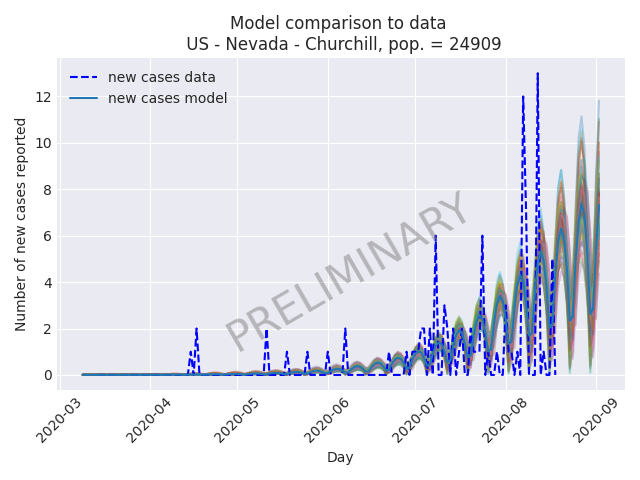 Model comparison to data
US - Nevada - Churchill, pop. = 24909
new cases data
new cases model
PRELIMINARY
Number of new cases reported
12
10
8
6
4
2
0
2020-03
2020-04
2020-05
2020-06
2020-07
2020-08
2020-09
Day